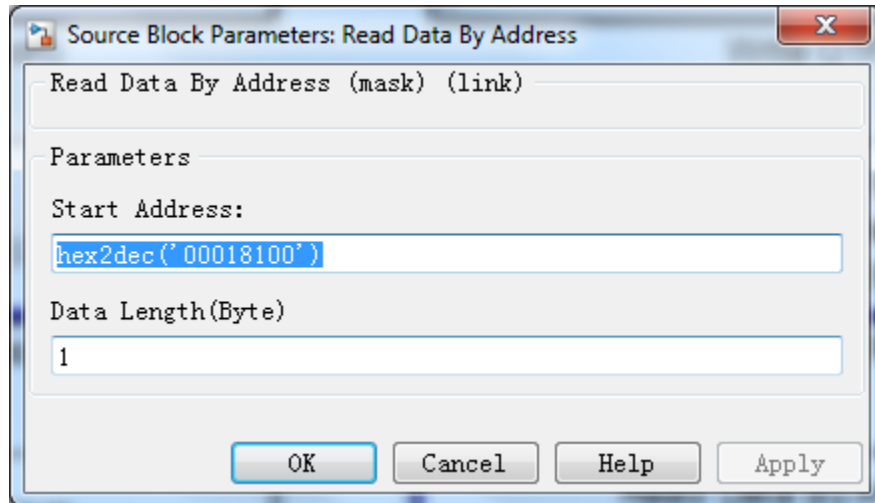 Source Block Parameters: Read Data By Address
Read Data By Address (mask) (link)
Parameters
Start Address:
hex2dec('00018100')
Data Length(Byte)
1
OK Cancel Help Apply